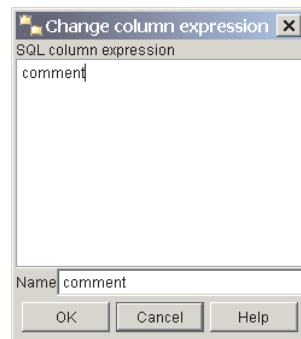 Change column expression
SQL column expression
comment
Name comment
OK Cancel Help